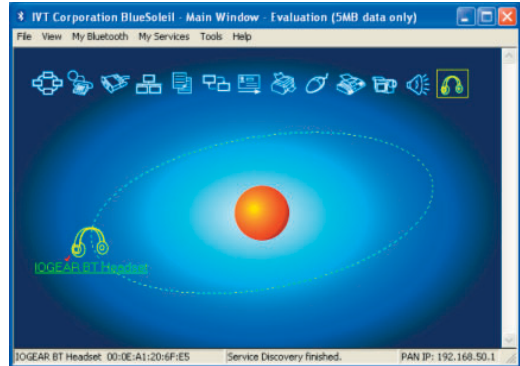 IVT Corporation BlueSoleil - Main Window - Evaluation (5MB data only)
File View My Bluetooth My Services Tools Help
IOGEAR BT Headset
IOGEAR BT Headset 00:0E:A1:20:6F:E5 Service Discovery finished. PAN IP: 192.168.50.1